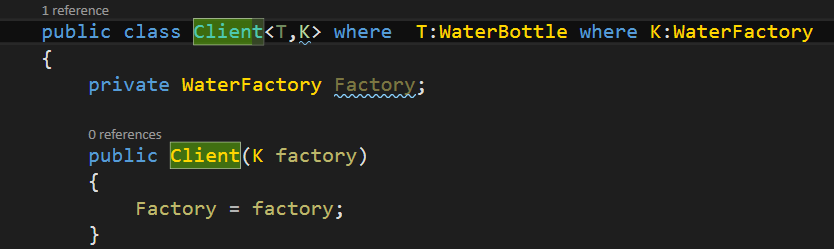 1 reference
public class Client<T,K> where  T:WaterBottle where K:WaterFactory
{
    private WaterFactory Factory;
    0 references
    public Client(K factory)
    {
        Factory = factory;
    }